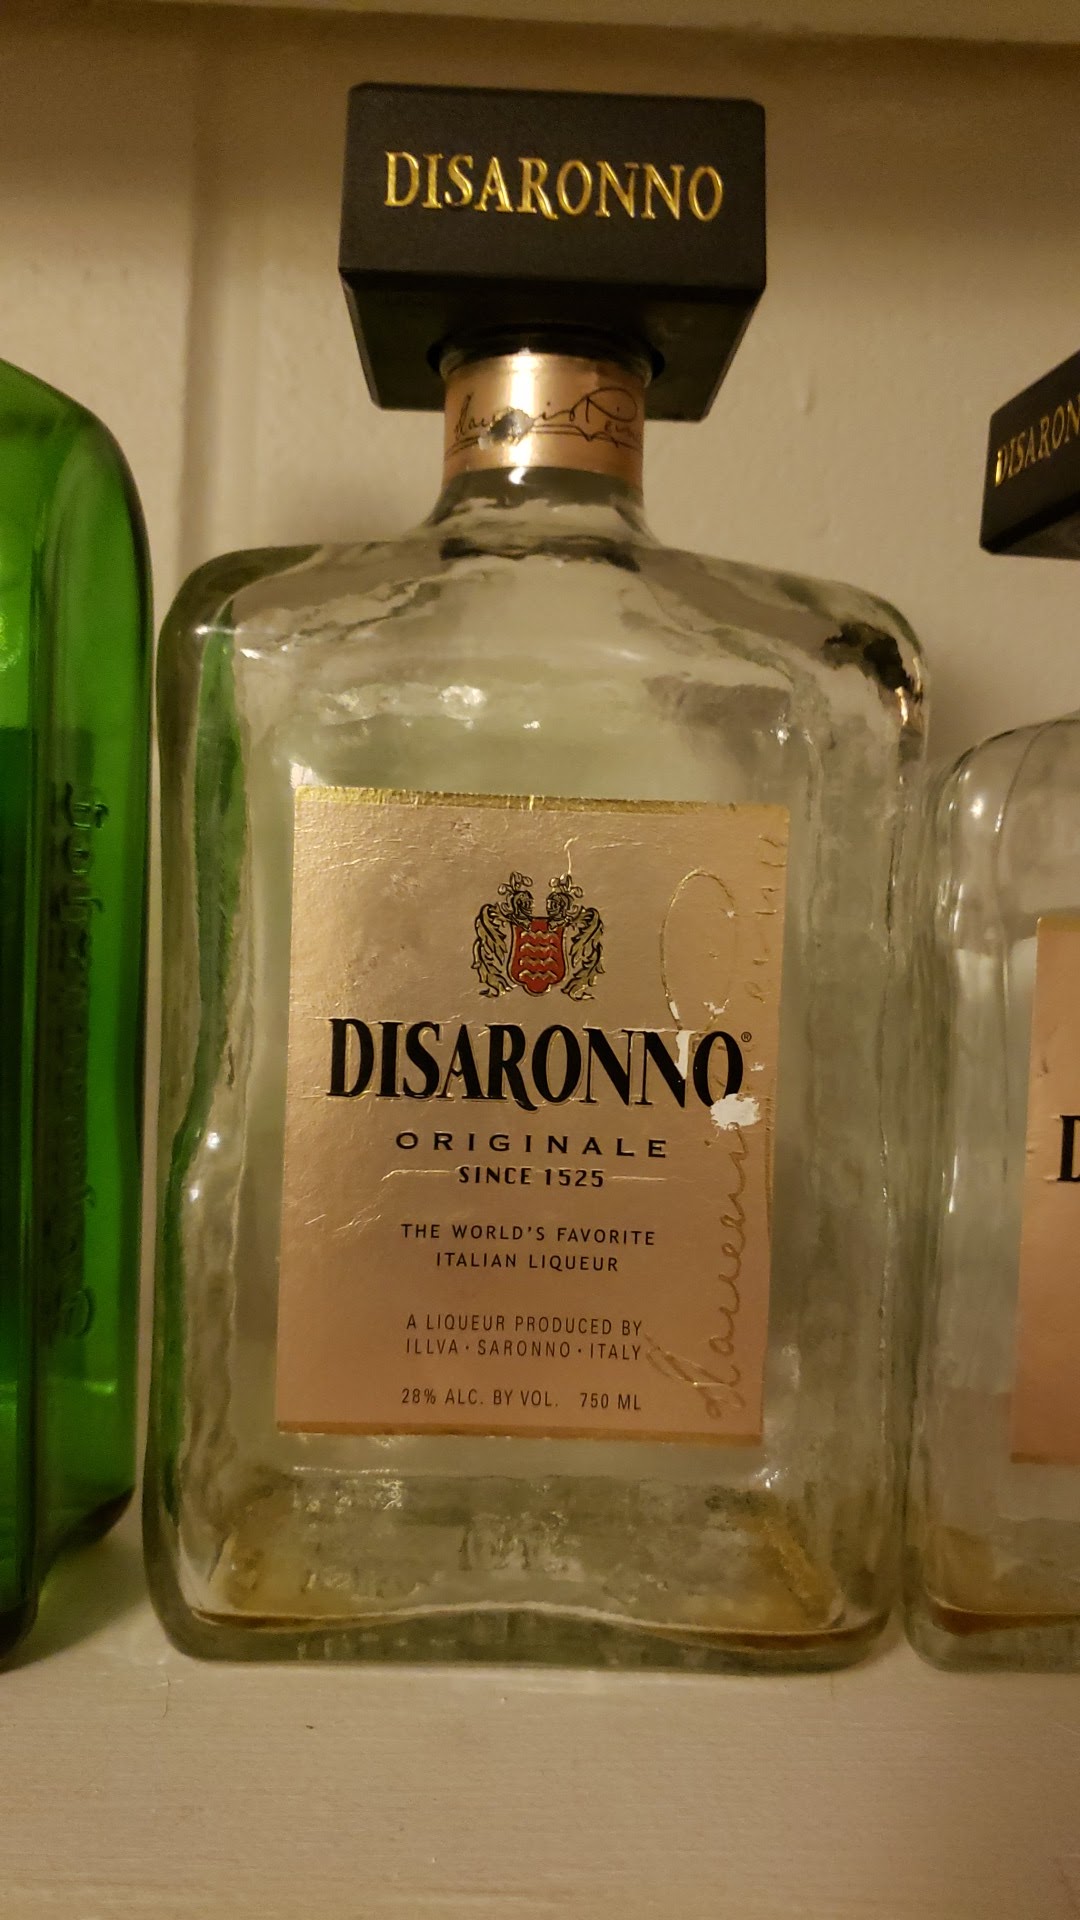 DISARONNO
DISARON
DISARONNO®
ORIGINALE
SINCE 1525
THE WORLD'S FAVORITE
ITALIAN LIQUEUR
A LIQUEUR PRODUCED BY
ILLVA · SARONNO · ITALY
28% ALC. BY VOL. 750 ML
D